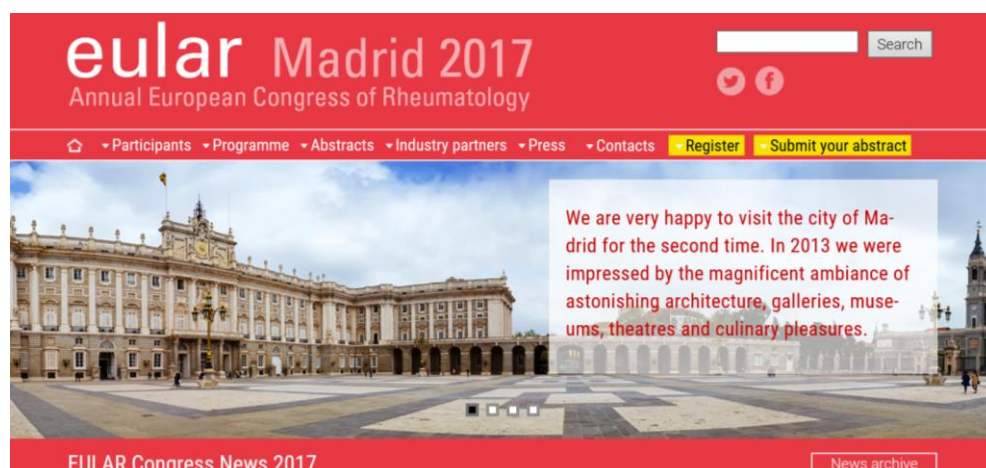 eular Madrid 2017
Search
Annual European Congress of Rheumatology
Participants Programme Abstracts Industry partners Press Contacts Register Submit your abstract
We are very happy to visit the city of Ma-
drid for the second time. In 2013 we were
impressed by the magnificent ambiance of
astonishing architecture, galleries, muse-
ums, theatres and culinary pleasures.
EULAR Congress News 2017
News archive